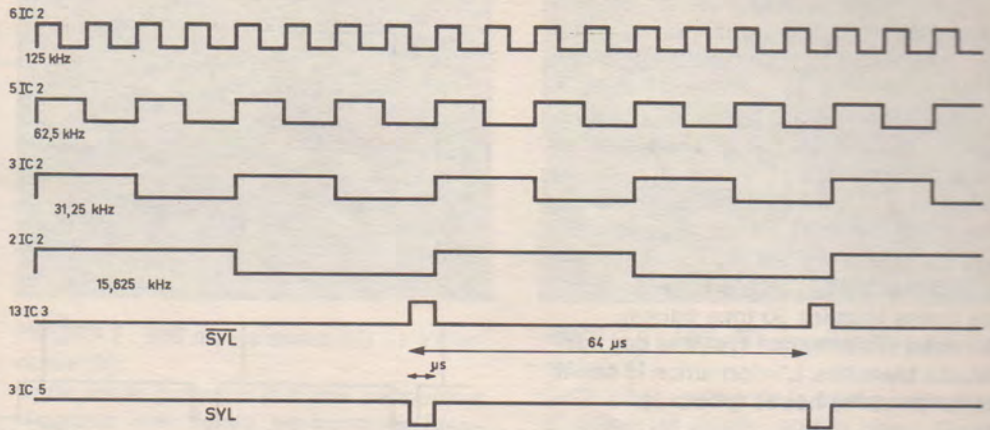 6 IC 2
125 kHz
5 IC 2
62,5 kHz
3 IC 2
31,25 kHz
2 IC 2
15,625 kHz
13 IC 3
SYL
64 µs
µs
3 IC 5
SYL